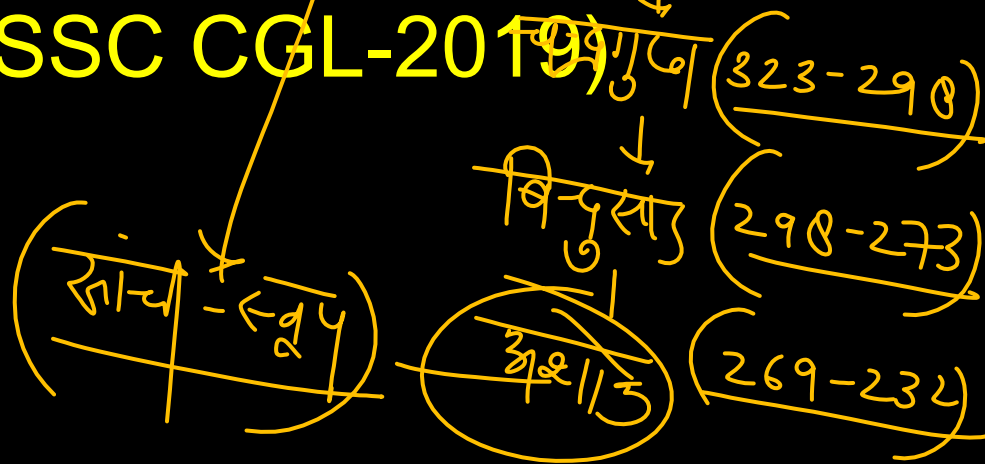 SSC CGL-2019)
चन्द्रगुप्त (323-298)
↓
बिन्दुसार (298-273)
सांची - स्तूप
अशोक (269-232)